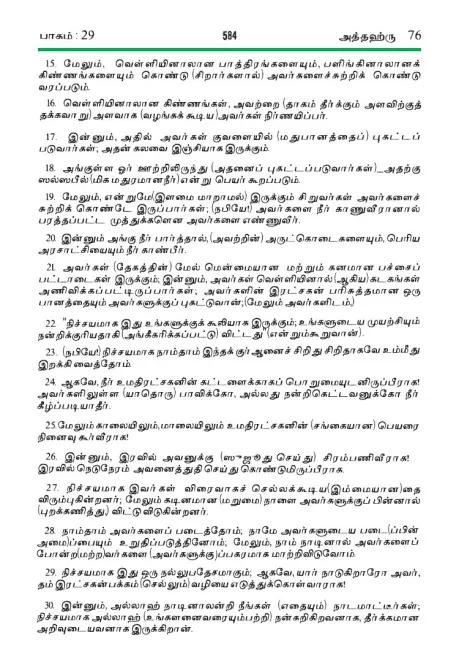 பாகம் : 29 584 அத்தஹ்ரு 76
15. மேலும், வெள்ளியினாலான பாத்திரங்களையும், பளிங்கினாலானக்
கிண்ணங்களையும் கொண்டு (சிறார்களால்) அவர்களைச்சுற்றிக் கொண்டு
வரப்படும்.
16. வெள்ளியினாலான கிண்ணங்கள், அவற்றை (தாகம் தீர்க்கும் அளவிற்குத்
தக்கவாறு) அளவாக (வழங்கக்கூடிய)அவர்கள் நிர்ணயிப்பர்.
17. இன்னும், அதில் அவர்கள் குவளையில் (மதுபானத்தைப்) புகட்டப்
படுவார்கள்; அதன் கலவை இஞ்சியாக இருக்கும்.
18. அங்குள்ள ஓர் ஊற்றிலிருந்து (அதனைப் புகட்டப்படுவார்கள்)_அதற்கு
ஸல்ஸபீல்(மிக மதுரமானநீர்) என்று பெயர் கூறப்படும்.
19. மேலும், என்றுமே(இளமை மாறாமல்) இருக்கும் சிறுவர்கள் அவர்களைச்
சுற்றிக் கொண்டே இருப்பார்கள்; (நபியே!) அவர்களை நீர் காணுவீரானால்
பரத்தப்பட்ட முத்துக்களென அவர்களை எண்ணுவீர்.
20. இன்னும் அங்கு நீர் பார்த்தால்,(அவற்றின்) அருட்கொடைகளையும்,பெரிய
அரசாட்சியையும் நீர் காண்பீர்.
21. அவர்கள் (தேகத்தின்) மேல் மென்மையான மற்றும் கனமான பச்சைப்
பட்டாடைகள் இருக்கும்; இன்னும், அவர்கள் வெள்ளியினால்(ஆகிய)கடகங்கள்
அணிவிக்கப்பட்டிருப்பார்கள்; அவர்களின் இரட்சகன் பரிசுத்தமான ஒரு
பானத்தையும் அவர்களுக்குப் புகட்டுவான்;(மேலும் அவர்களிடம்,)
22. "நிச்சயமாக இது உங்களுக்குக் கூலியாக இருக்கும்; உங்களுடைய முயற்சியும்
நன்றிக்குரியதாகி (அங்கீகரிக்கப்பட்டு) விட்டது" (என்றும்கூறுவான்).
23. (நபியே!) நிச்சயமாக நாம்தாம் இந்தக்குர்ஆனைச் சிறிது சிறிதாகவே உம்மீது
இறக்கி வைத்தோம்.
24. ஆகவே, நீர் உமதிரட்சகனின் கட்டளைக்காகப் பொறுமையுடனிருப்பீராக!
அவர்களிலுள்ள (யாதொரு) பாவிக்கோ, அல்லது நன்றிகெட்டவனுக்கோ நீர்
கீழ்ப்படியாதீர்.
25.மேலும்காலையிலும்,மாலையிலும் உமதிரட்சகனின் (சங்கையான) பெயரை
நினைவு கூர்வீராக!
26. இன்னும், இரவில் அவனுக்கு (ஸுஜூது செய்து) சிரம்பணிவீராக!
இரவில் நெடுநேரம் அவனைத்துதி செய்து கொண்டுமிருப்பீராக.
27. நிச்சயமாக இவர்கள் விரைவாகச் செல்லக்கூடிய(இம்மையான)தை
விரும்புகின்றனர்; மேலும் கடினமான (மறுமை) நாளை அவர்களுக்குப் பின்னால்
(புறக்கணித்து,) விட்டுவிடுகின்றனர்.
28. நாம்தாம் அவர்களைப் படைத்தோம்; நாமே அவர்களுடைய படை(ப்பின்
அமை)ப்பையும் உறுதிப்படுத்தினோம்; மேலும், நாம் நாடினால் அவர்களைப்
போன்ற(மற்ற)வர்களை (அவர்களுக்கு)ப்பகரமாக மாற்றிவிடுவோம்.
29. நிச்சயமாக இது ஒரு நல்லுபதேசமாகும்; ஆகவே, யார் நாடுகிறாரோ அவர்,
தம் இரட்சகன்பக்கம்(செல்லும்) வழியை எடுத்துக்கொள்வாராக!
30. இன்னும், அல்லாஹ் நாடினாலன்றி நீங்கள் (எதையும்) நாடமாட்டீர்கள்;
நிச்சயமாக அல்லாஹ் (உங்களனைவரையும்பற்றி) நன்கறிகிறவனாக, தீர்க்கமான
அறிவுடையவனாக இருக்கிறான்.